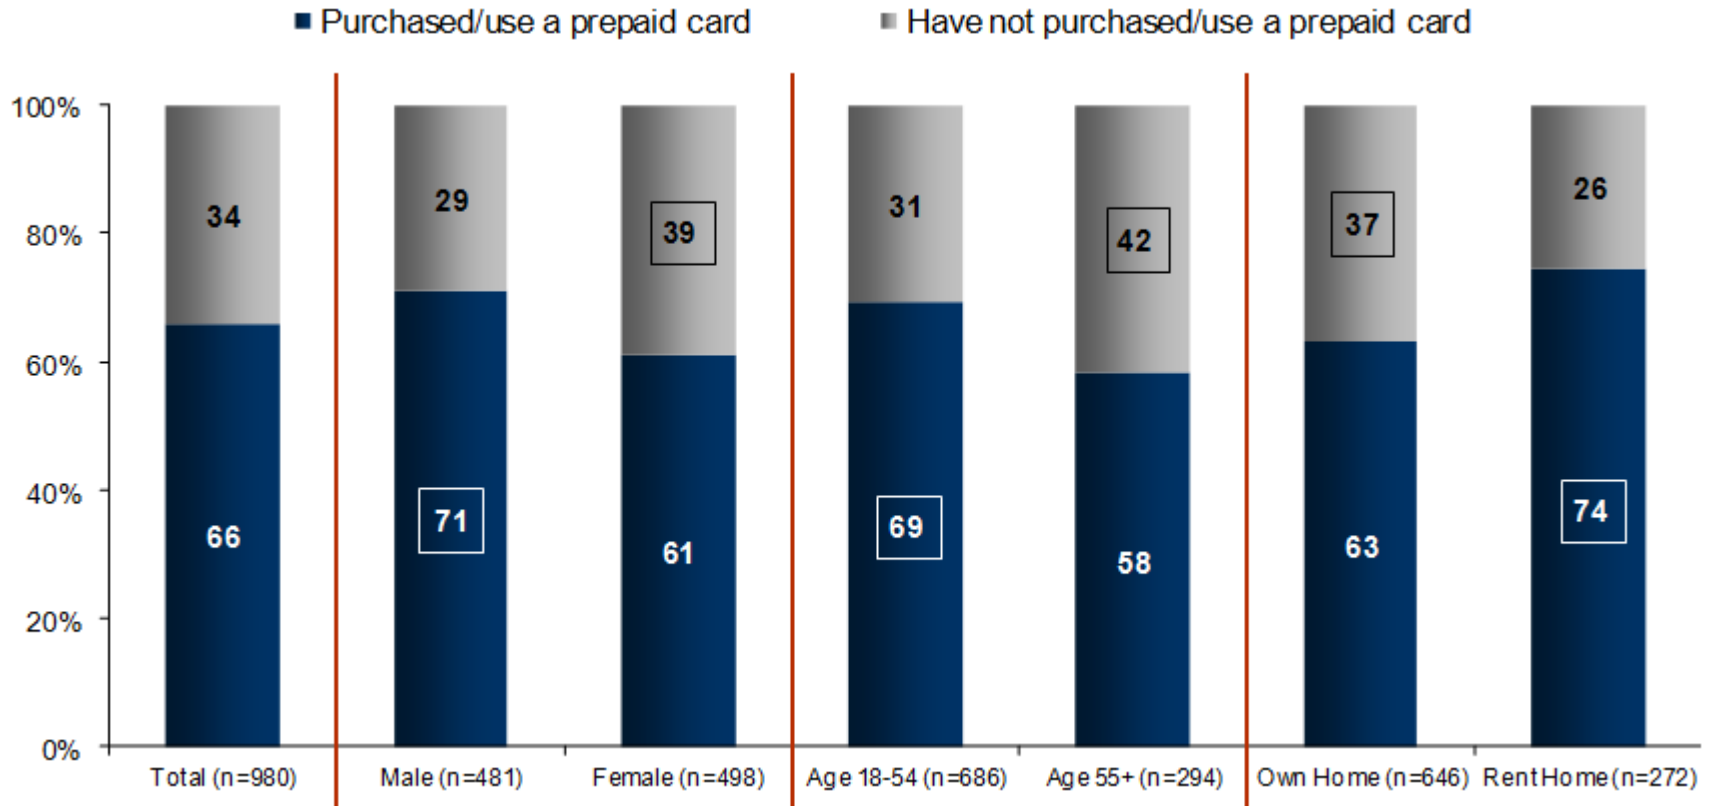 Purchased/use a prepaid card Have not purchased/use a prepaid card
100%
80%
60%
40%
20%
0%
34 29 39 31 42 37 26
66 71 61 69 58 63 74
Total (n=980) Male (n=481) Female (n=498) Age 18-54 (n=686) Age 55+ (n=294) Own Home (n=646) Rent Home (n=272)